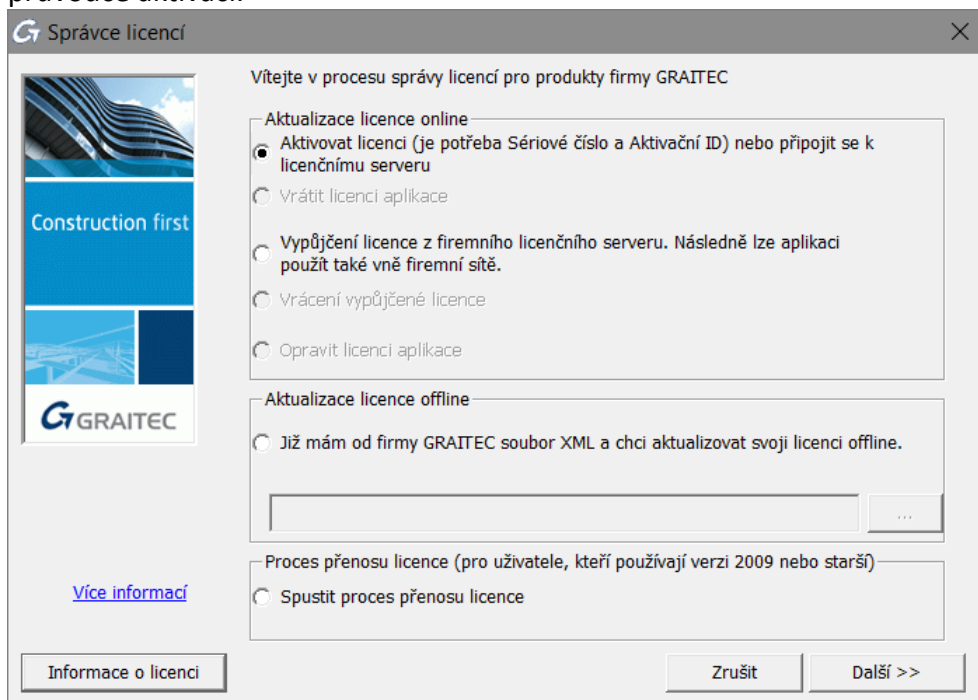 Správce licencí
Vítejte v procesu správy licencí pro produkty firmy GRAITEC
Aktualizace licence online
Aktivovat licenci (je potřeba Sériové číslo a Aktivační ID) nebo připojit se k
licenčnímu serveru
Vrátit licenci aplikace
Construction first
Vypůjčení licence z firemního licenčního serveru. Následně lze aplikaci
použít také vně firemní sítě.
Vrácení vypůjčené licence
Opravit licenci aplikace
GRAITEC
Aktualizace licence offline
Již mám od firmy GRAITEC soubor XML a chci aktualizovat svoji licenci offline.
...
Proces přenosu licence (pro uživatele, kteří používají verzi 2009 nebo starší)
Spustit proces přenosu licence
Více informací
Informace o licenci
Zrušit
Další >>